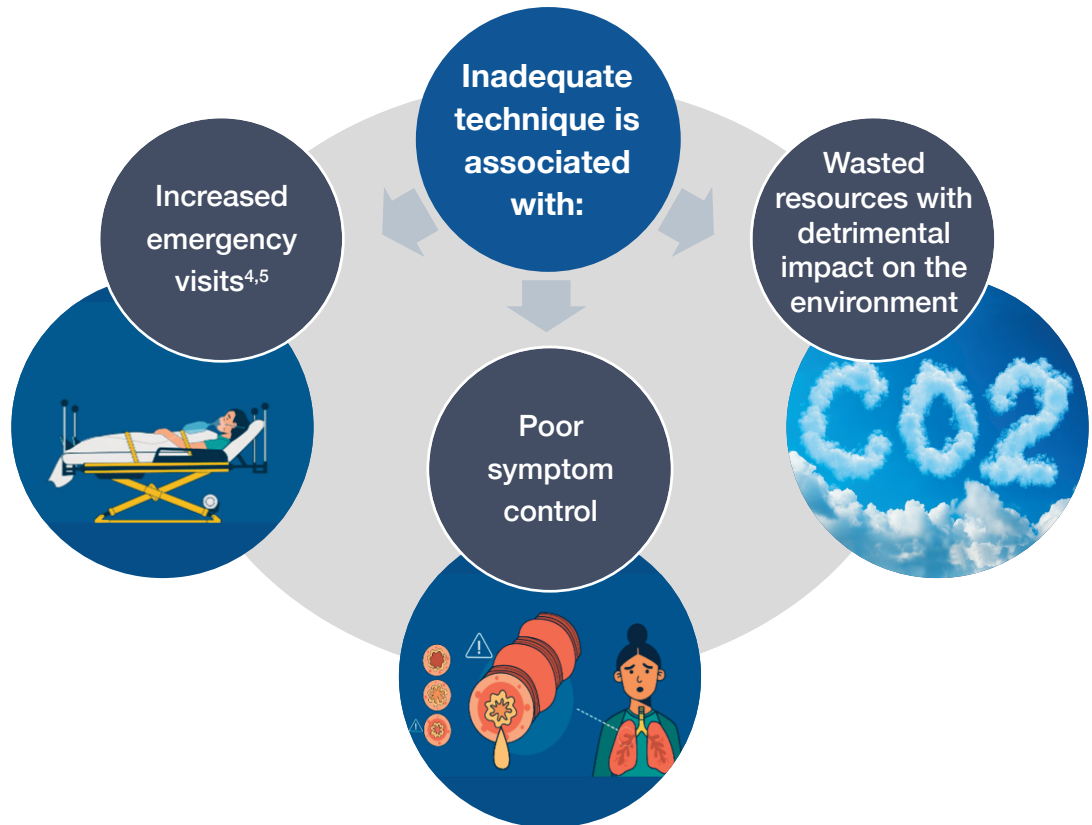 Inadequate
technique is
associated
with:
Increased
emergency
visits4,5
Wasted
resources with
detrimental
impact on the
environment
CO2
Poor
symptom
control